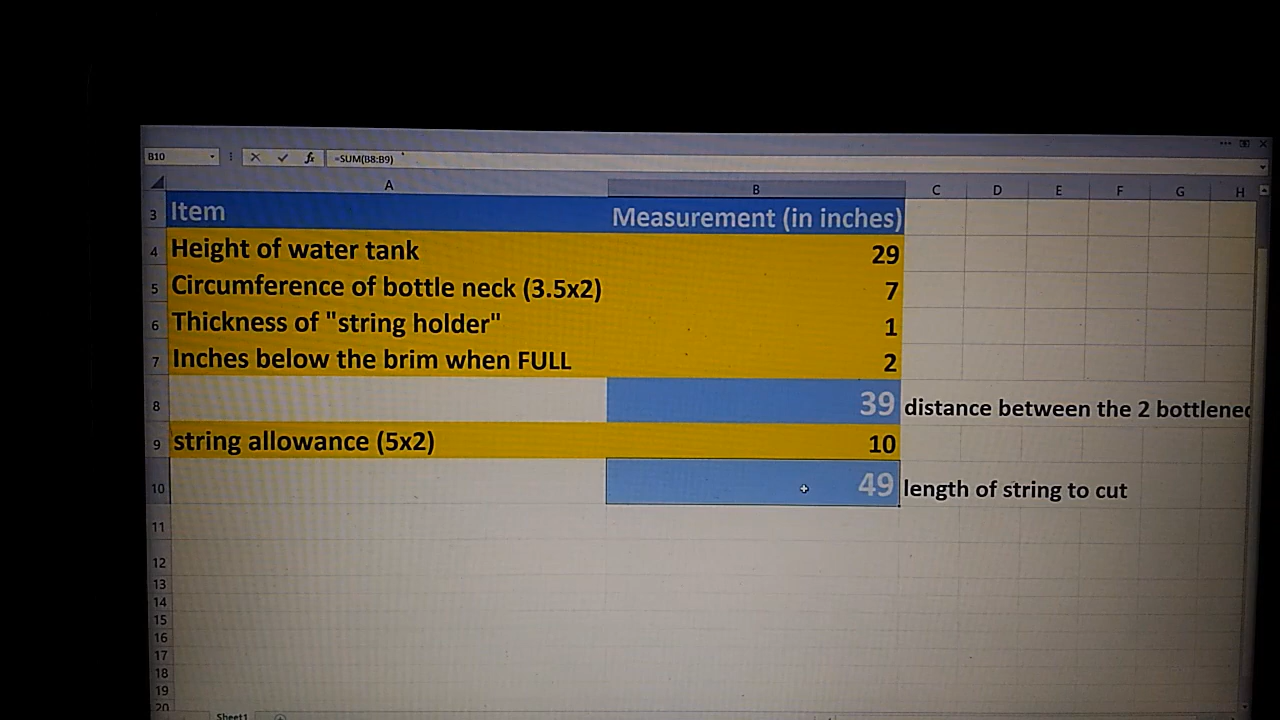 B10 fx =SUM(B8:B9)
A B C D E F G H
3 Item Measurement (in inches)
4 Height of water tank 29
5 Circumference of bottle neck (3.5x2) 7
6 Thickness of "string holder" 1
7 Inches below the brim when FULL 2
8 39 distance between the 2 bottlenec
9 string allowance (5x2) 10
10 49 length of string to cut
11
12
13
14
15
16
17
18
19
20
Sheet1